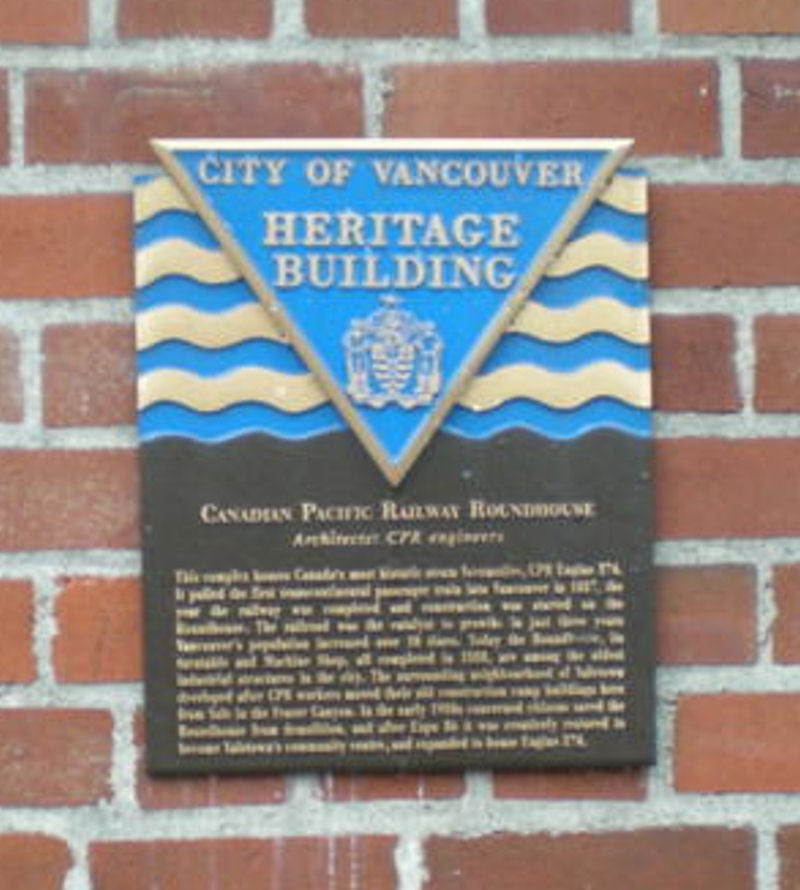 CITY OF VANCOUVER
HERITAGE
BUILDING
CANADIAN PACIFIC RAILWAY ROUNDHOUSE
Architects: CPR engineers
This complex houses Canada's most historic steam locomotive, CPR Engine 374.
It pulled the first transcontinental passenger train into Vancouver in 1887, the
year the railway was completed and construction was started on the
Roundhouse. The railroad was the catalyst to growth: in just three years
Vancouver's population increased over times. Today the Roundhouse, its
turntable and Machine Shop, all completed in 1888, are among the oldest
industrial structures in the city. The surrounding neighbourhood of Yaletown
developed after CPR workers moved their old construction camp buildings here
from Yale in the Fraser Canyon. In the early 1980s concerned citizens saved the
Roundhouse from demolition, and after Expo 86 it was creatively restored to
become Yaletown's community centre, and expanded to house Engine 374.